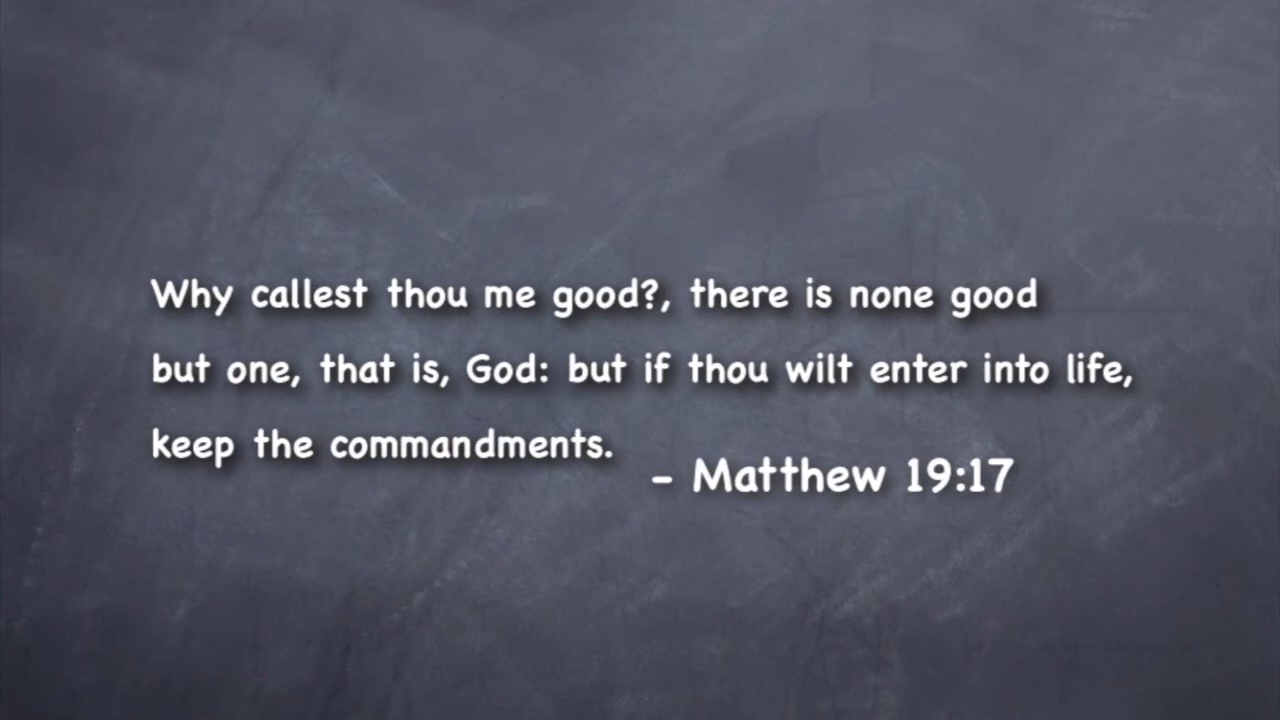 Why callest thou me good?, there is none good
but one, that is, God: but if thou wilt enter into life,
keep the commandments.
- Matthew 19:17